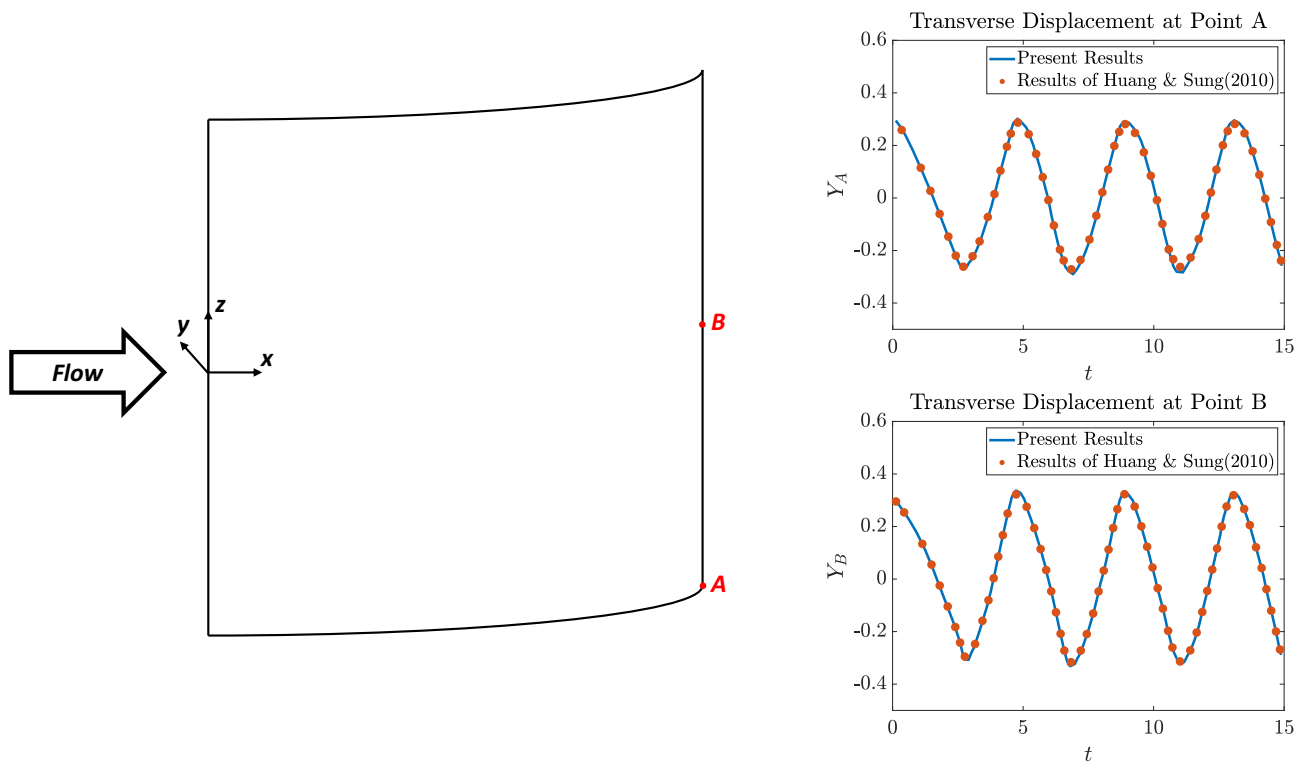 Flow
y
z
x
B
A
Transverse Displacement at Point A
0.6
0.4
0.2
0
-0.2
-0.4
Y_A
Present Results
Results of Huang & Sung(2010)
0
5
10
15
t
Transverse Displacement at Point B
0.6
0.4
0.2
0
-0.2
-0.4
Y_B
Present Results
Results of Huang & Sung(2010)
0
5
10
15
t